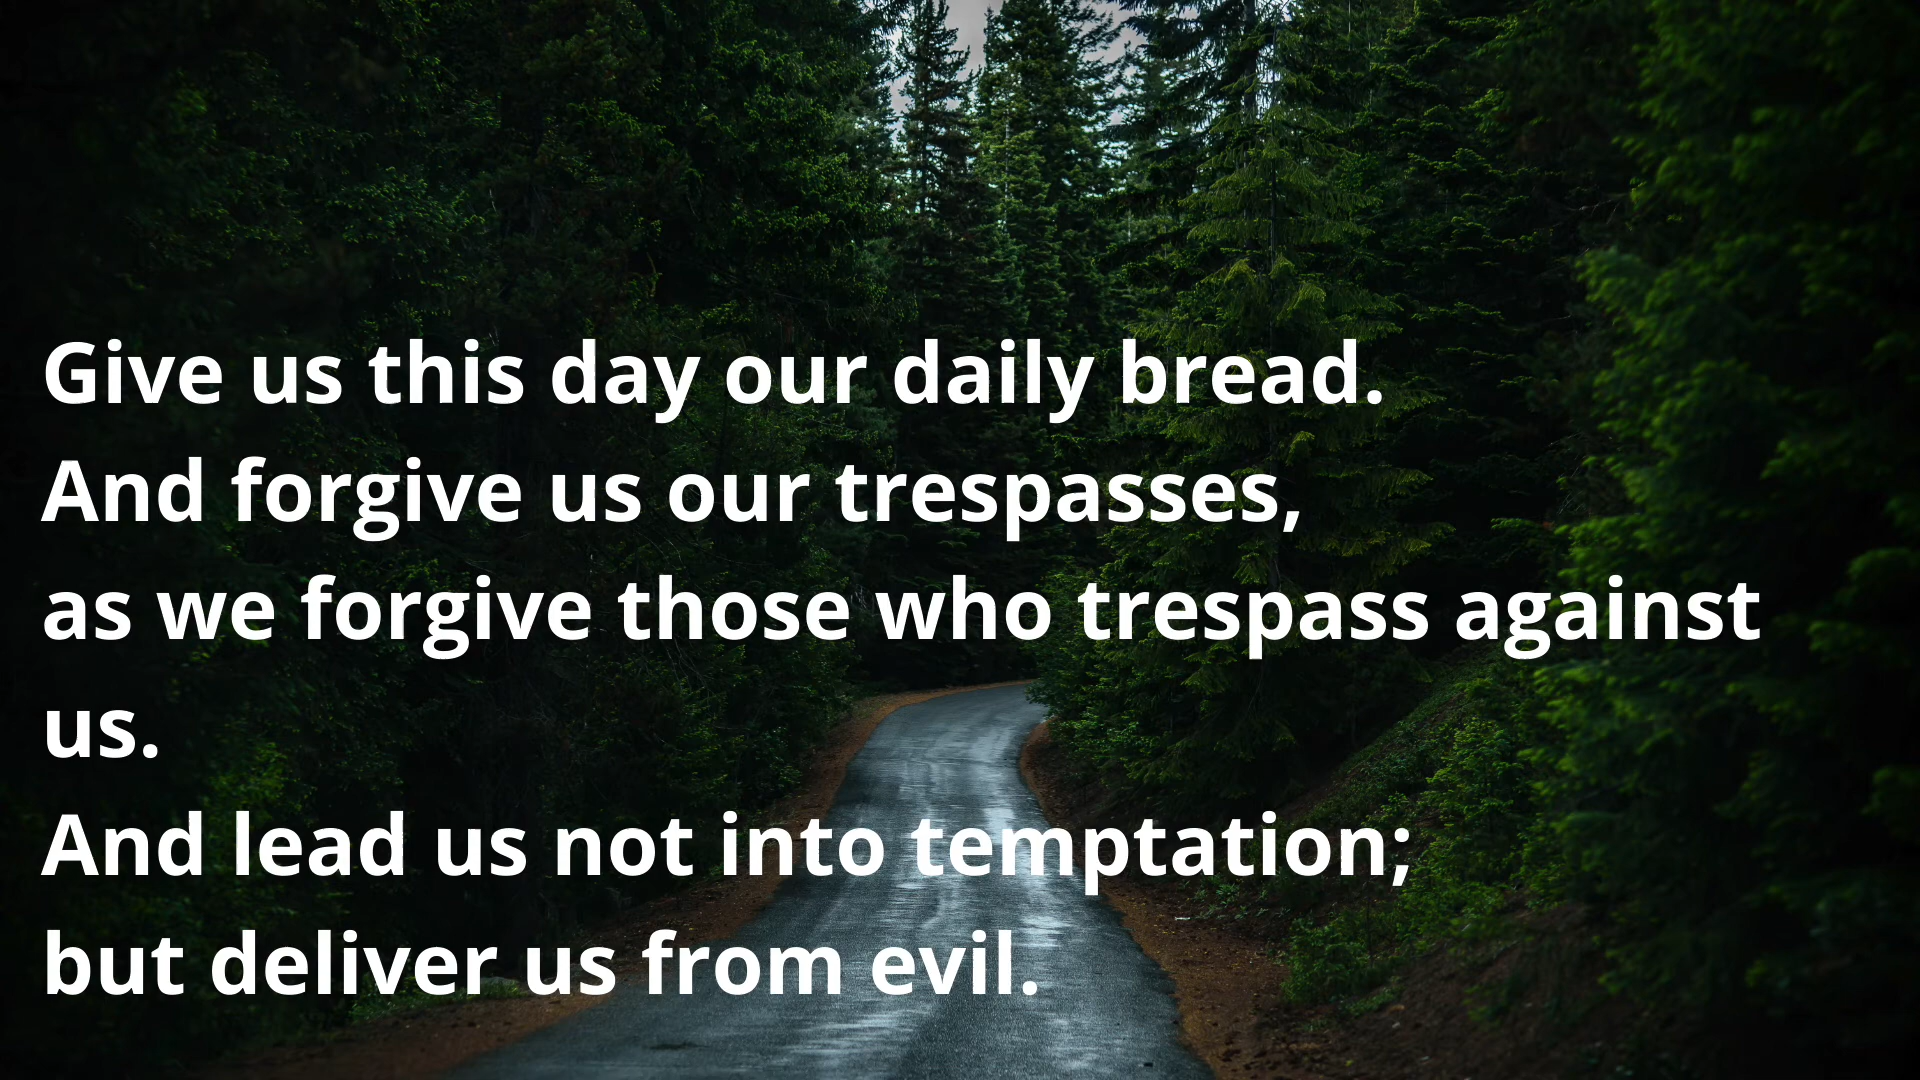 Give us this day our daily bread.
And forgive us our trespasses,
as we forgive those who trespass against
us.
And lead us not into temptation;
but deliver us from evil.